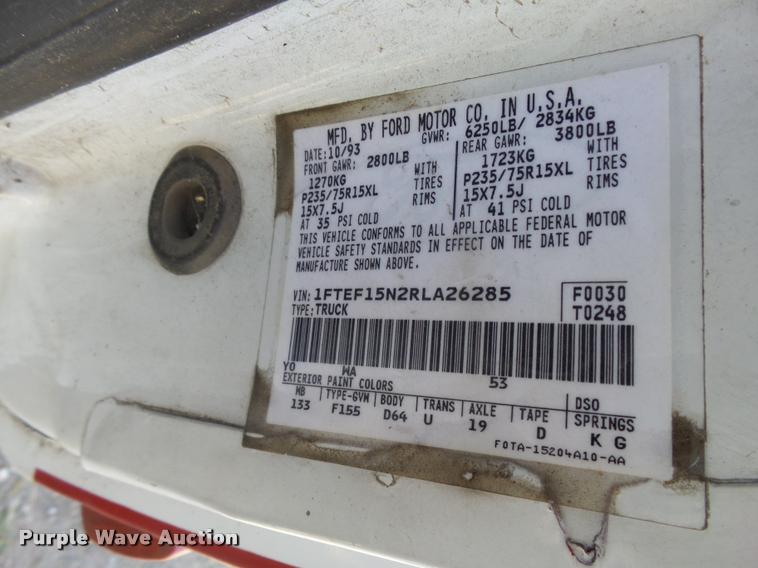 MFD. BY FORD MOTOR CO. IN U.S.A.
DATE: 10/93 GVWR: 6250LB/ 2834KG
FRONT GAWR: 2800LB REAR GAWR: 3800LB
1270KG WITH 1723KG WITH
P235/75R15XL TIRES P235/75R15XL TIRES
15X7.5J RIMS 15X7.5J RIMS
AT 35 PSI COLD AT 41 PSI COLD
THIS VEHICLE CONFORMS TO ALL APPLICABLE FEDERAL MOTOR
VEHICLE SAFETY STANDARDS IN EFFECT ON THE DATE OF
MANUFACTURE SHOWN ABOVE.
VIN: 1FTEF15N2RLA26285 F0030
TYPE: TRUCK T0248
YO WA 53
EXTERIOR PAINT COLORS DSO
WB TYPE-GVM BODY TRANS AXLE TAPE SPRINGS
133 F155 D64 U 19 D K G
F0TA-15204A10-AA
Purple Wave Auction